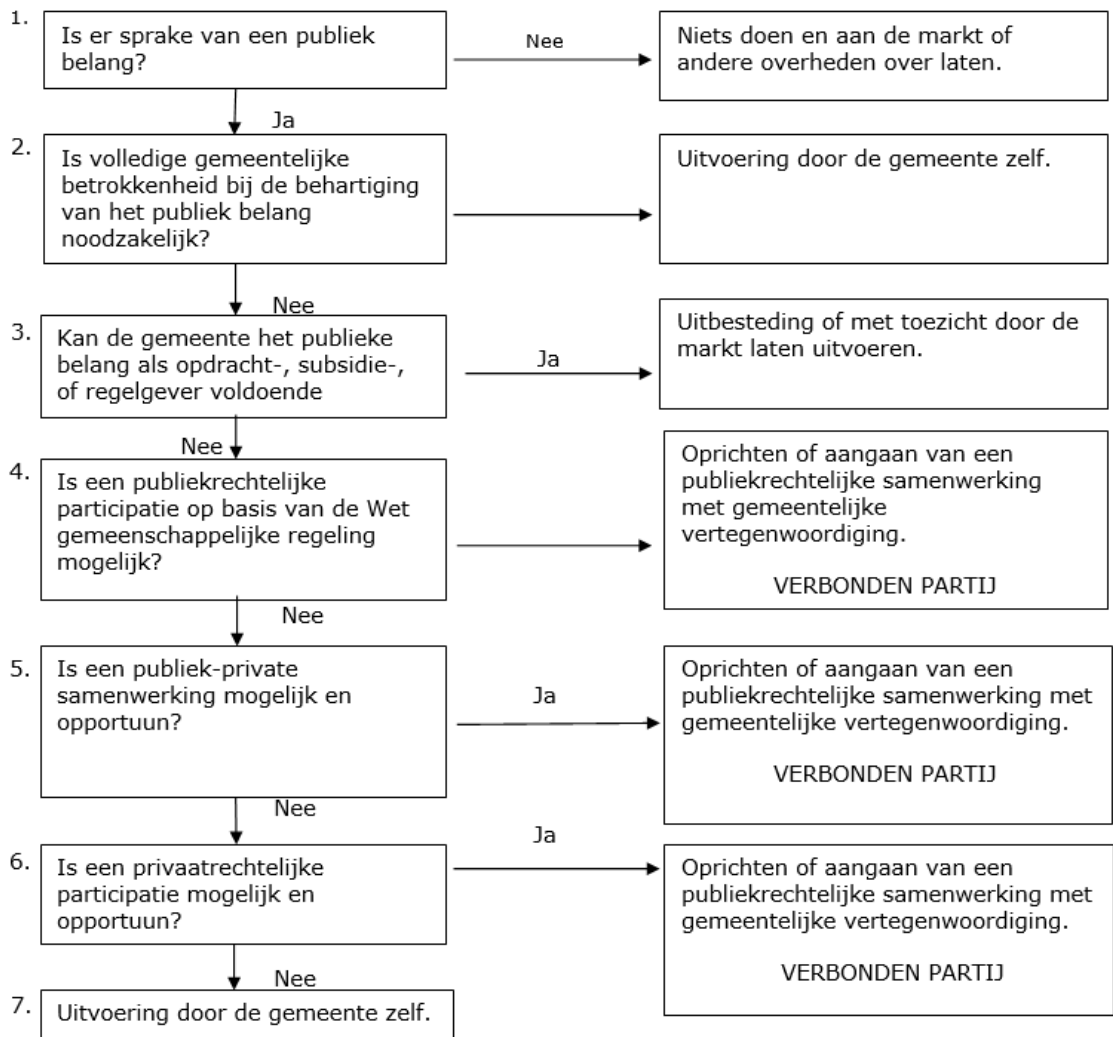 1.
Is er sprake van een publiek
belang?
Nee
Niets doen en aan de markt of
andere overheden over laten.
Ja
2.
Is volledige gemeentelijke
betrokkenheid bij de behartiging
van het publiek belang
noodzakelijk?
Uitvoering door de gemeente zelf.
Nee
3.
Kan de gemeente het publieke
belang als opdracht-, subsidie-,
of regelgever voldoende
Ja
Uitbesteding of met toezicht door de
markt laten uitvoeren.
Nee
4.
Is een publiekrechtelijke
participatie op basis van de Wet
gemeenschappelijke regeling
mogelijk?
Oprichten of aangaan van een
publiekrechtelijke samenwerking
met gemeentelijke
vertegenwoordiging.
VERBONDEN PARTIJ
Nee
5.
Is een publiek-private
samenwerking mogelijk en
opportuun?
Ja
Oprichten of aangaan van een
publiekrechtelijke samenwerking met
gemeentelijke vertegenwoordiging.
VERBONDEN PARTIJ
Nee
6.
Is een privaatrechtelijke
participatie mogelijk en
opportuun?
Ja
Oprichten of aangaan van een
publiekrechtelijke samenwerking met
gemeentelijke vertegenwoordiging.
VERBONDEN PARTIJ
Nee
7.
Uitvoering door de gemeente zelf.